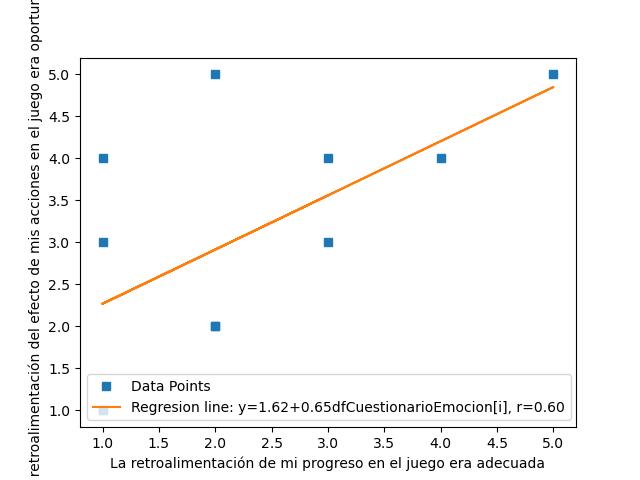 retroalimentación del efecto de mis acciones en el juego era
5.0
4.5
4.0
3.5
3.0
2.5
2.0
1.5
1.0
Data Points
Regresion line: y=1.62+0.65dfCuestionarioEmocion[i], r=0.60
1.0 1.5 2.0 2.5 3.0 3.5 4.0 4.5 5.0
La retroalimentación de mi progreso en el juego era adecuada